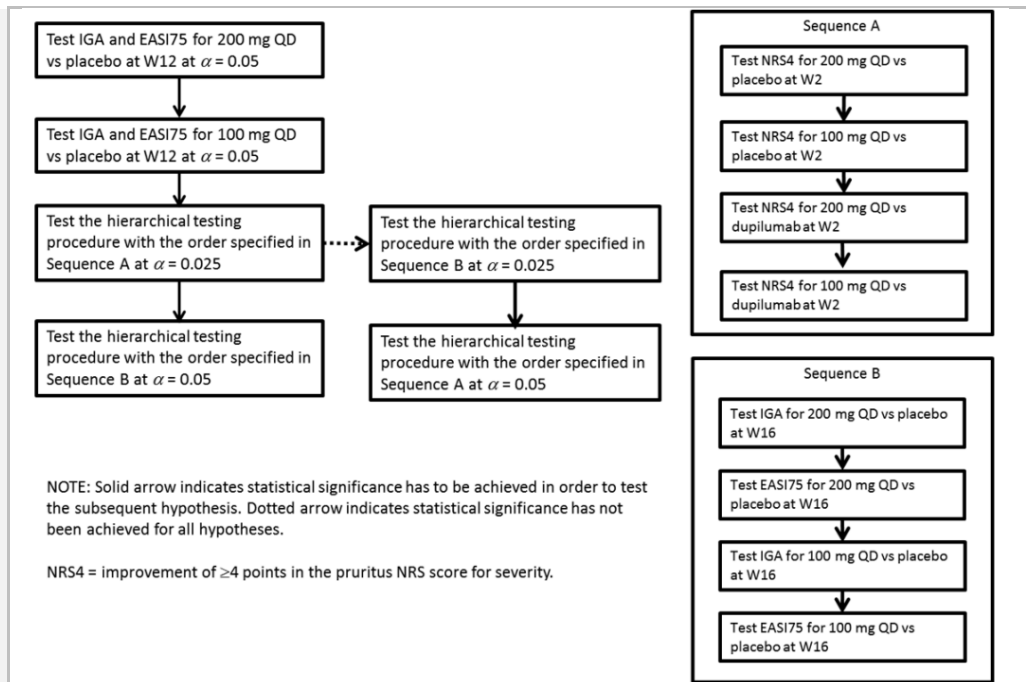 Test IGA and EASI75 for 200 mg QD
vs placebo at W12 at α = 0.05
Test IGA and EASI75 for 100 mg QD
vs placebo at W12 at α = 0.05
Test the hierarchical testing
procedure with the order specified in
Sequence A at α = 0.025
Test the hierarchical testing
procedure with the order specified in
Sequence B at α = 0.025
Test the hierarchical testing
procedure with the order specified in
Sequence B at α = 0.05
Test the hierarchical testing
procedure with the order specified in
Sequence A at α = 0.05
NOTE: Solid arrow indicates statistical significance has to be achieved in order to test
the subsequent hypothesis. Dotted arrow indicates statistical significance has not
been achieved for all hypotheses.
NRS4 = improvement of ≥4 points in the pruritus NRS score for severity.
Sequence A
Test NRS4 for 200 mg QD vs
placebo at W2
Test NRS4 for 100 mg QD vs
placebo at W2
Test NRS4 for 200 mg QD vs
dupilumab at W2
Test NRS4 for 100 mg QD vs
dupilumab at W2
Sequence B
Test IGA for 200 mg QD vs placebo
at W16
Test EASI75 for 200 mg QD vs
placebo at W16
Test IGA for 100 mg QD vs placebo
at W16
Test EASI75 for 100 mg QD vs
placebo at W16